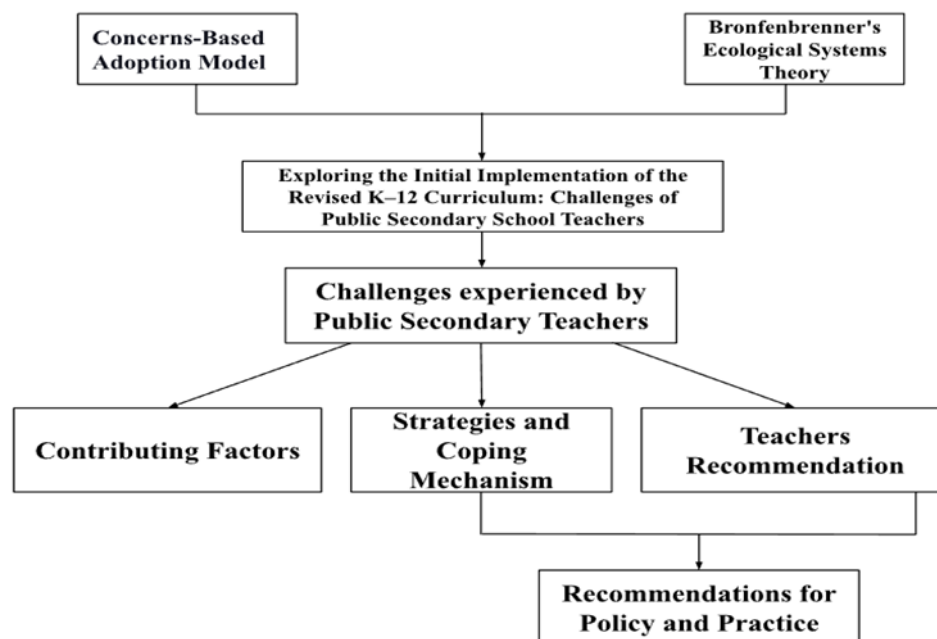 Concerns-Based
Adoption Model
Bronfenbrenner's
Ecological Systems
Theory
Exploring the Initial Implementation of the
Revised K–12 Curriculum: Challenges of
Public Secondary School Teachers
Challenges experienced by
Public Secondary Teachers
Contributing Factors
Strategies and
Coping
Mechanism
Teachers
Recommendation
Recommendations for
Policy and Practice